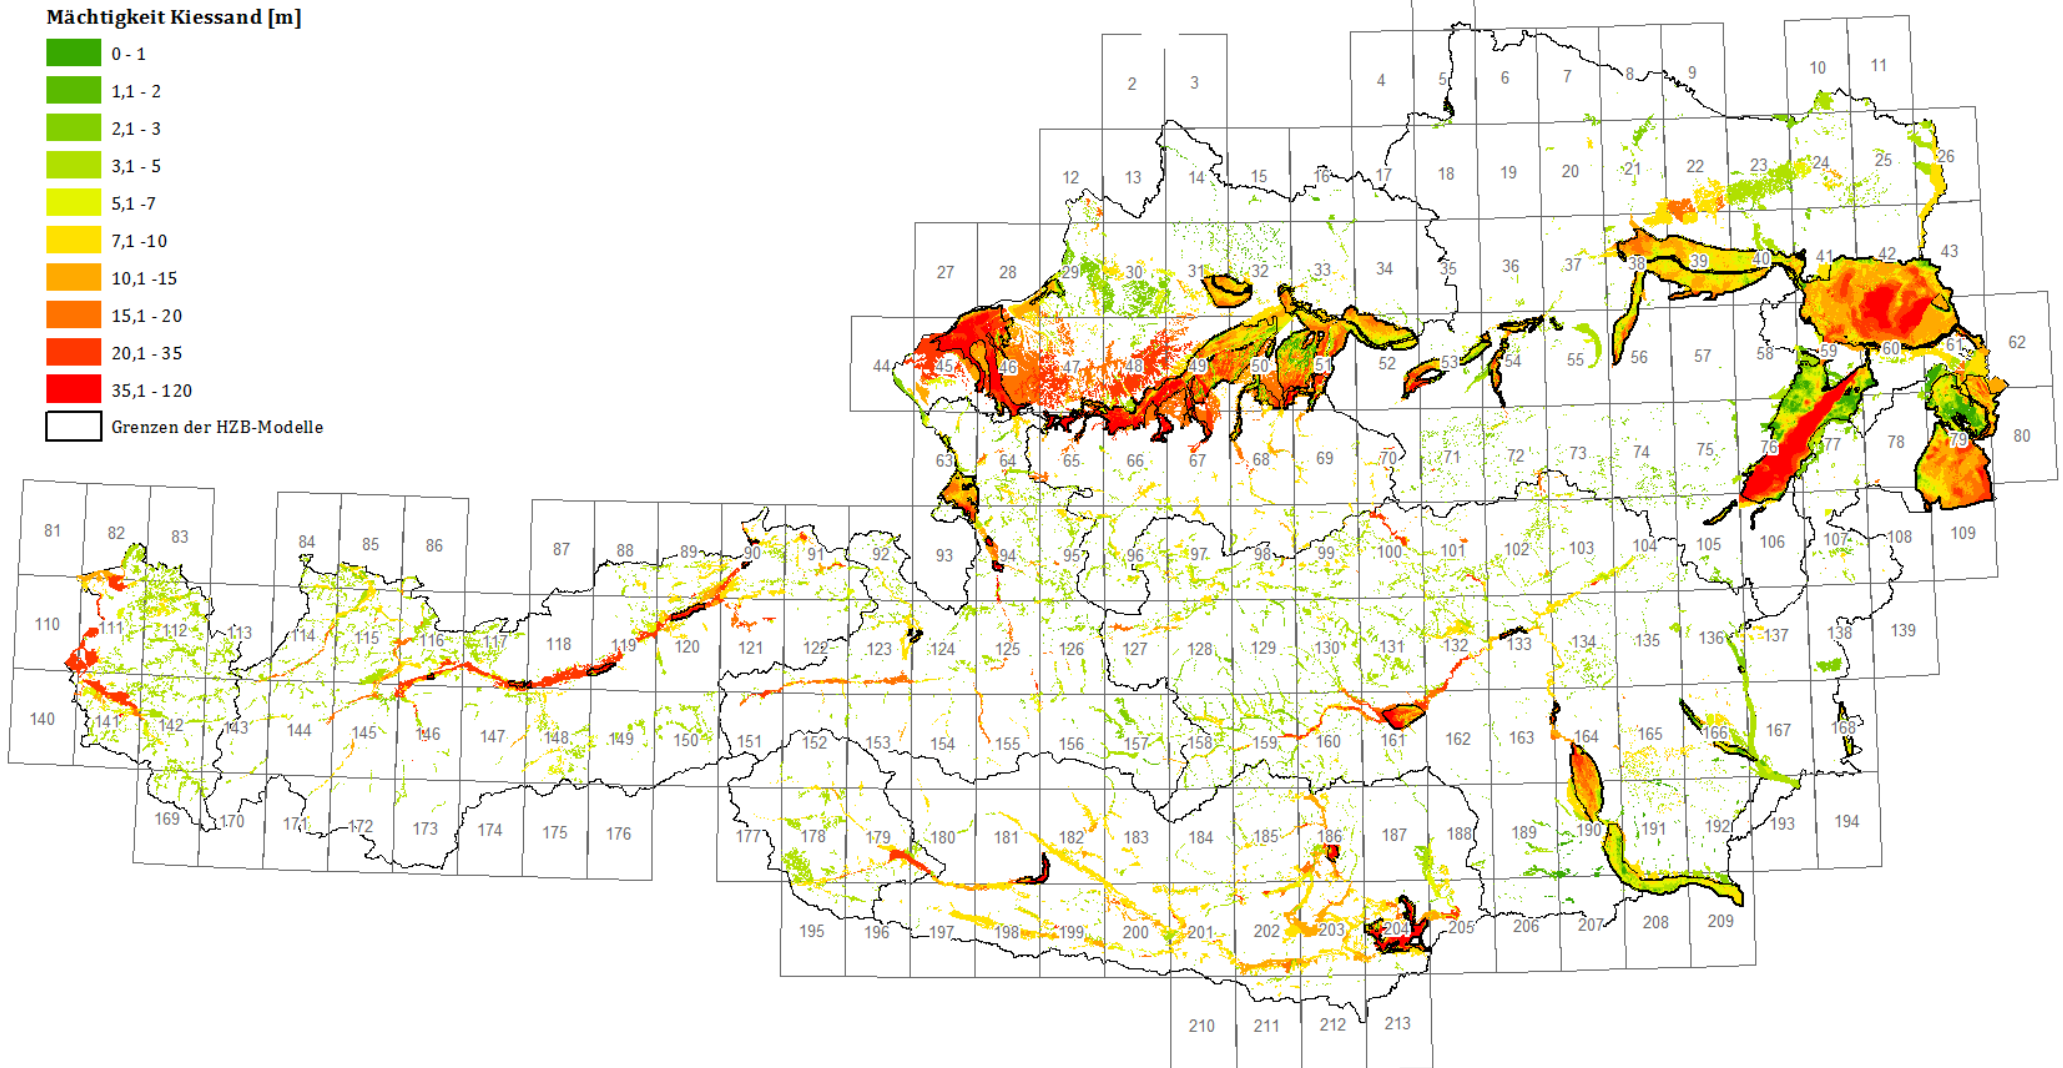 Mächtigkeit Kiessand [m]
0 - 1
1,1 - 2
2,1 - 3
3,1 - 5
5,1 -7
7,1 -10
10,1 -15
15,1 - 20
20,1 - 35
35,1 - 120
Grenzen der HZB-Modelle
2 3 4 5 6 7 8 9 10 11
12 13 14 15 16 17 18 19 20 21 22 23 24 25 26
27 28 29 30 31 32 33 34 35 36 37 38 39 40 41 42 43
44 45 46 47 48 49 50 51 52 53 54 55 56 57 58 59 60 61 62
63 64 65 66 67 68 69 70 71 72 73 74 75 76 77 78 79 80
81 82 83 84 85 86 87 88 89 90 91 92 93 94 95 96 97 98 99 100 101 102 103 104 105 106 107 108 109
110 111 112 113 114 115 116 117 118 119 120 121 122 123 124 125 126 127 128 129 130 131 132 133 134 135 136 137 138 139
140 141 142 143 144 145 146 147 148 149 150 151 152 153 154 155 156 157 158 159 160 161 162 163 164 165 166 167 168
169 170 171 172 173 174 175 176 177 178 179 180 181 182 183 184 185 186 187 188 189 190 191 192 193 194
195 196 197 198 199 200 201 202 203 204 205 206 207 208 209
210 211 212 213